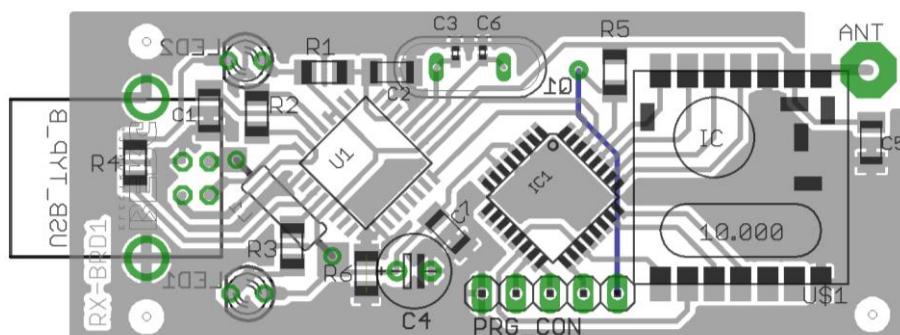 ANT
C3 C6
LED2
R1
R5
C2
Q1
C1
R2
U1
IC
C5
R4
USB_TYP_B
IC1
C7
R3
10.000
RX-BRD1
LED1
R6
C4
U$1
PRG CON